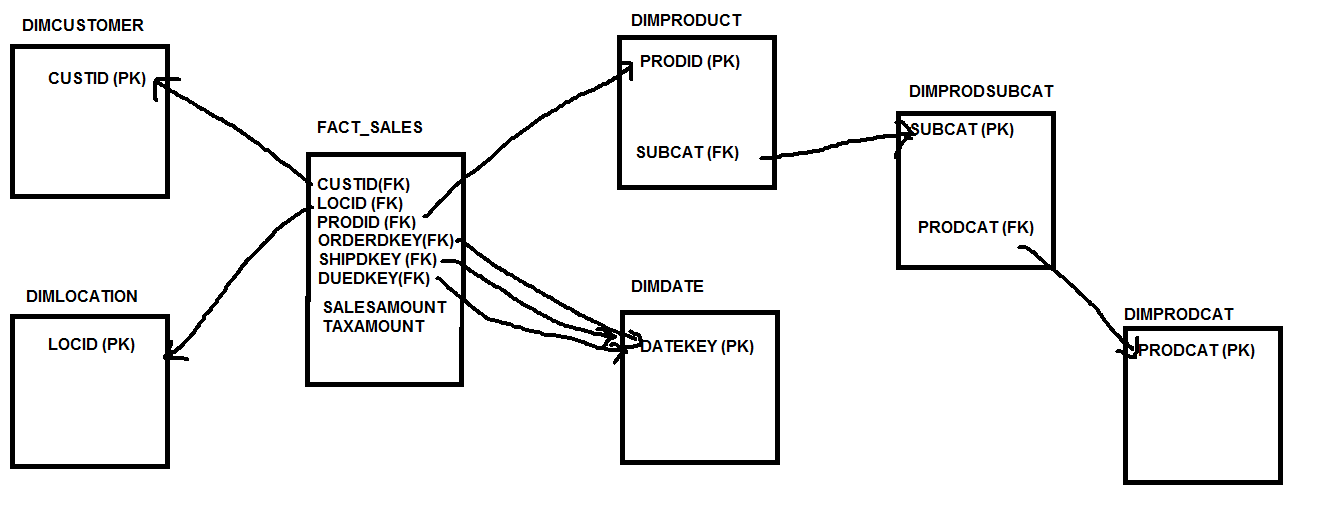 DIMCUSTOMER
CUSTID (PK)
DIMLOCATION
LOCID (PK)
FACT_SALES
CUSTID(FK)
LOCID (FK)
PRODID (FK)
ORDERDKEY(FK)
SHIPDKEY (FK)
DUEDKEY(FK)
SALESAMOUNT
TAXAMOUNT
DIMPRODUCT
PRODID (PK)
SUBCAT (FK)
DIMDATE
DATEKEY (PK)
DIMPRODSUBCAT
SUBCAT (PK)
PRODCAT (FK)
DIMPRODCAT
PRODCAT (PK)